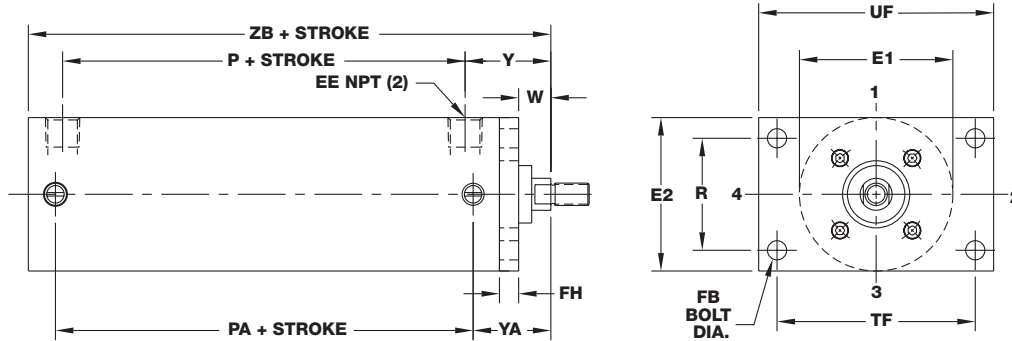 ZB + STROKE
P + STROKE
Y
EE NPT (2)
W
FH
PA + STROKE
YA
UF
E1
1
E2
R
4
2
3
FB
BOLT
DIA.
TF